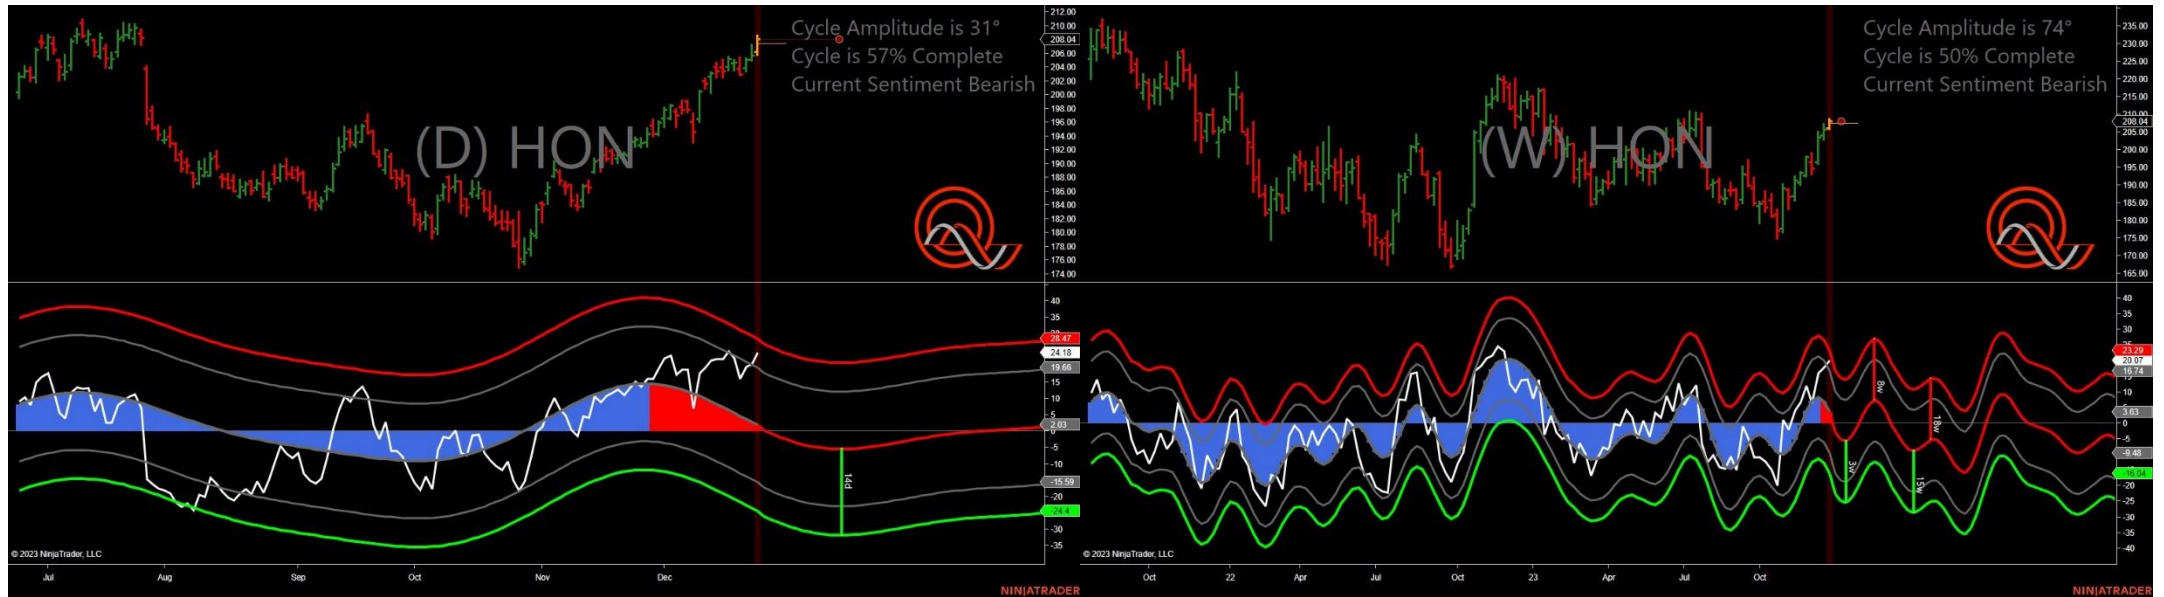 Cycle Amplitude is 31°
Cycle is 57% Complete
Current Sentiment Bearish
(D) HON
212.00
210.00
208.04
206.00
204.00
202.00
200.00
198.00
196.00
194.00
192.00
190.00
188.00
186.00
184.00
182.00
180.00
178.00
176.00
174.00
40
35
28.47
24.18
19.66
15
10
5
2.03
-5
-10
-15.59
-20
-24.4
-30
-35
14d
© 2023 NinjaTrader, LLC
Jul
Aug
Sep
Oct
Nov
Dec
NINJATRADER
Cycle Amplitude is 74°
Cycle is 50% Complete
Current Sentiment Bearish
(W) HON
235.00
230.00
225.00
220.00
215.00
208.04
205.00
200.00
195.00
190.00
185.00
180.00
175.00
170.00
165.00
40
35
30
23.29
20.07
16.74
10
3.63
0
-5
-9.48
-16.04
-20
-25
-30
-35
-40
8w
18w
3w
15w
© 2023 NinjaTrader, LLC
Oct
22
Apr
Jul
Oct
23
Apr
Jul
Oct
NINJATRADER